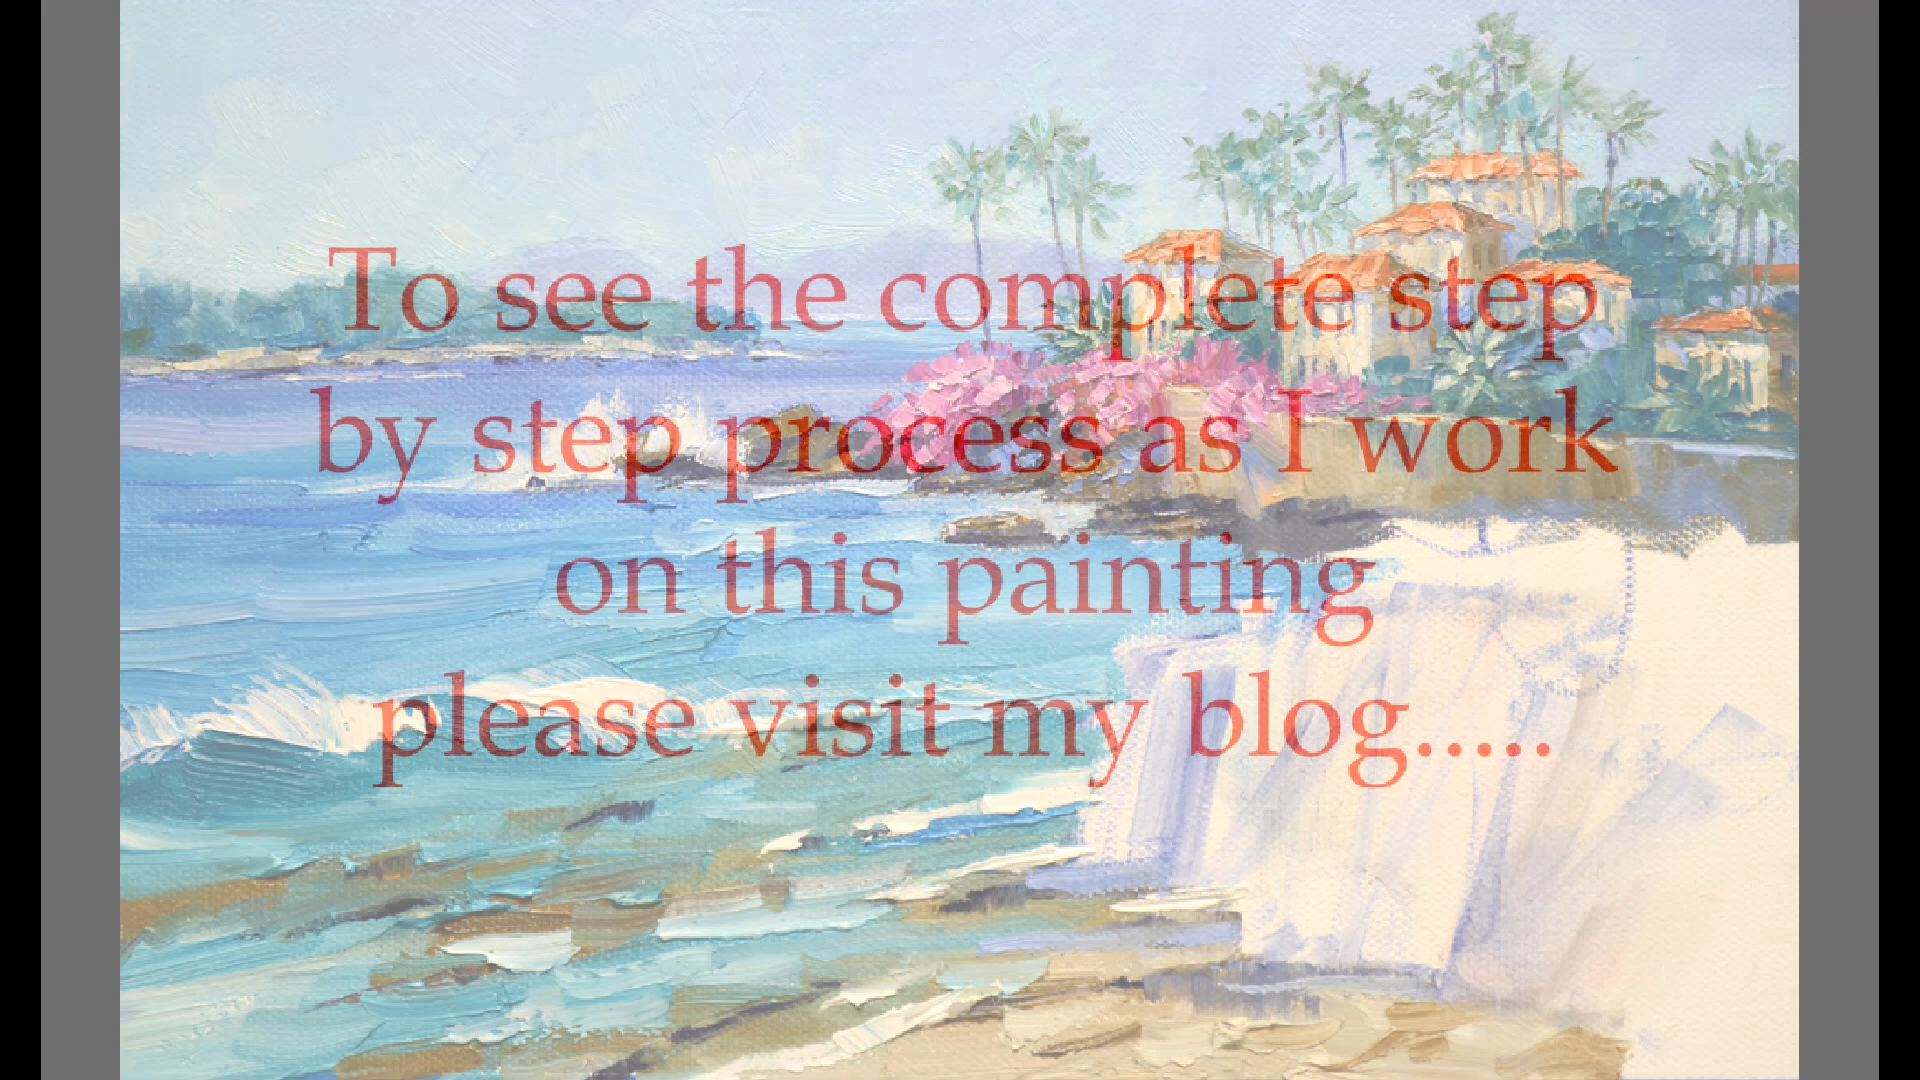 To see the complete step
by step process as I work
on this painting
please visit my blog.....